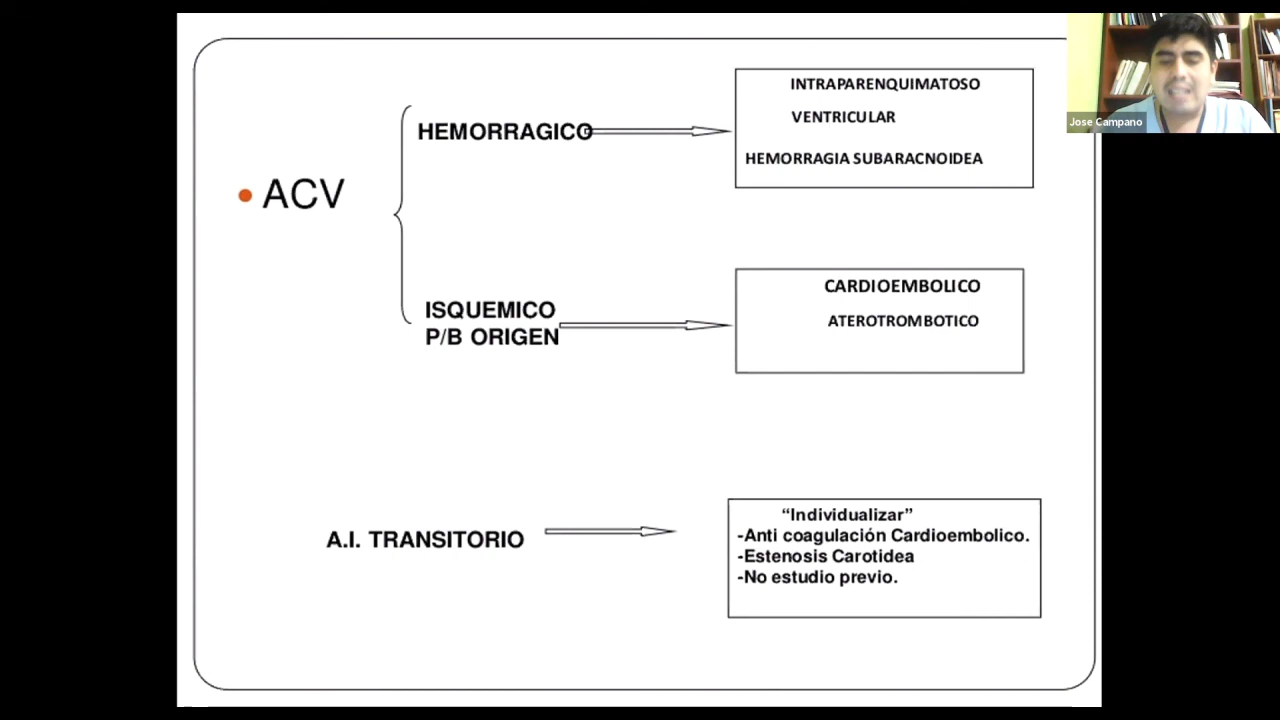 INTRAPARENQUIMATOSO
VENTRICULAR
HEMORRAGIA SUBARACNOIDEA
HEMORRAGICO
• ACV
ISQUEMICO
P/B ORIGEN
CARDIOEMBOLICO
ATEROTROMBOTICO
A.I. TRANSITORIO
“Individualizar”
-Anti coagulación Cardioembolico.
-Estenosis Carotidea
-No estudio previo.
Jose Campano